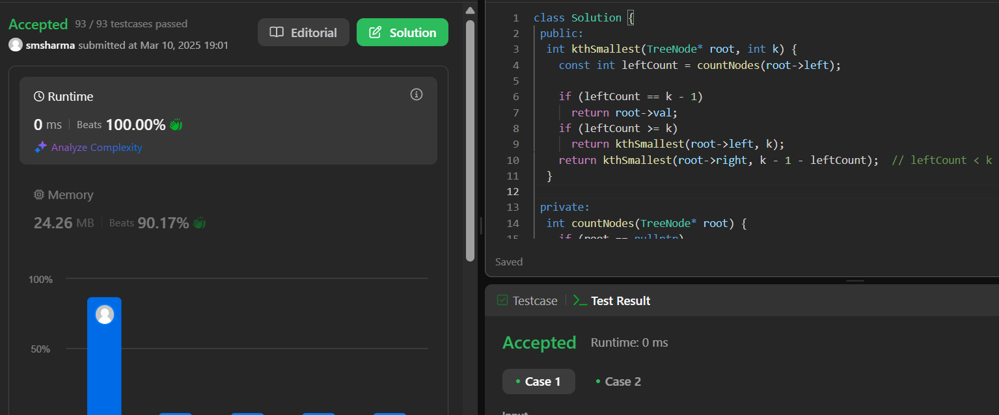 Accepted 93 / 93 testcases passed
smsharma submitted at Mar 10, 2025 19:01
Editorial
Solution
Runtime
0 ms Beats 100.00%
Analyze Complexity
Memory
24.26 MB Beats 90.17%
100%
50%
1 class Solution {
2 public:
3 int kthSmallest(TreeNode* root, int k) {
4 const int leftCount = countNodes(root->left);
5
6 if (leftCount == k - 1)
7 return root->val;
8 if (leftCount >= k)
9 return kthSmallest(root->left, k);
10 return kthSmallest(root->right, k - 1 - leftCount); // leftCount < k
11 }
12
13 private:
14 int countNodes(TreeNode* root) {
15 if (root == nullptr)
Saved
Testcase
Test Result
Accepted Runtime: 0 ms
Case 1 Case 2
Input